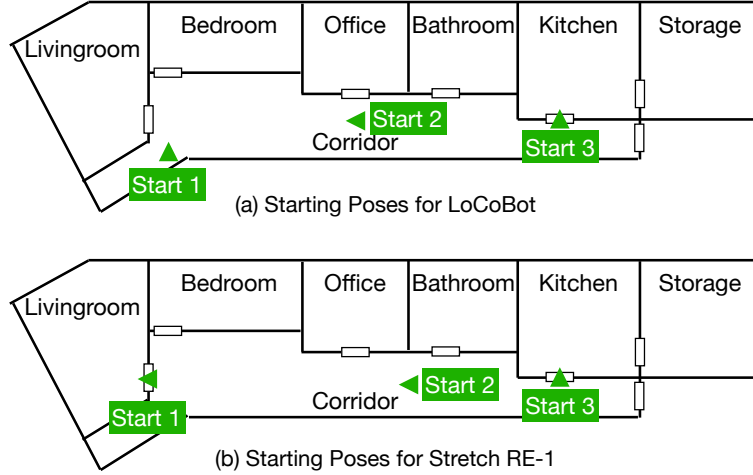 Livingroom
Bedroom
Office
Bathroom
Kitchen
Storage
Start 1
Start 2
Start 3
Corridor
(a) Starting Poses for LoCoBot
Livingroom
Bedroom
Office
Bathroom
Kitchen
Storage
Start 1
Start 2
Start 3
Corridor
(b) Starting Poses for Stretch RE-1